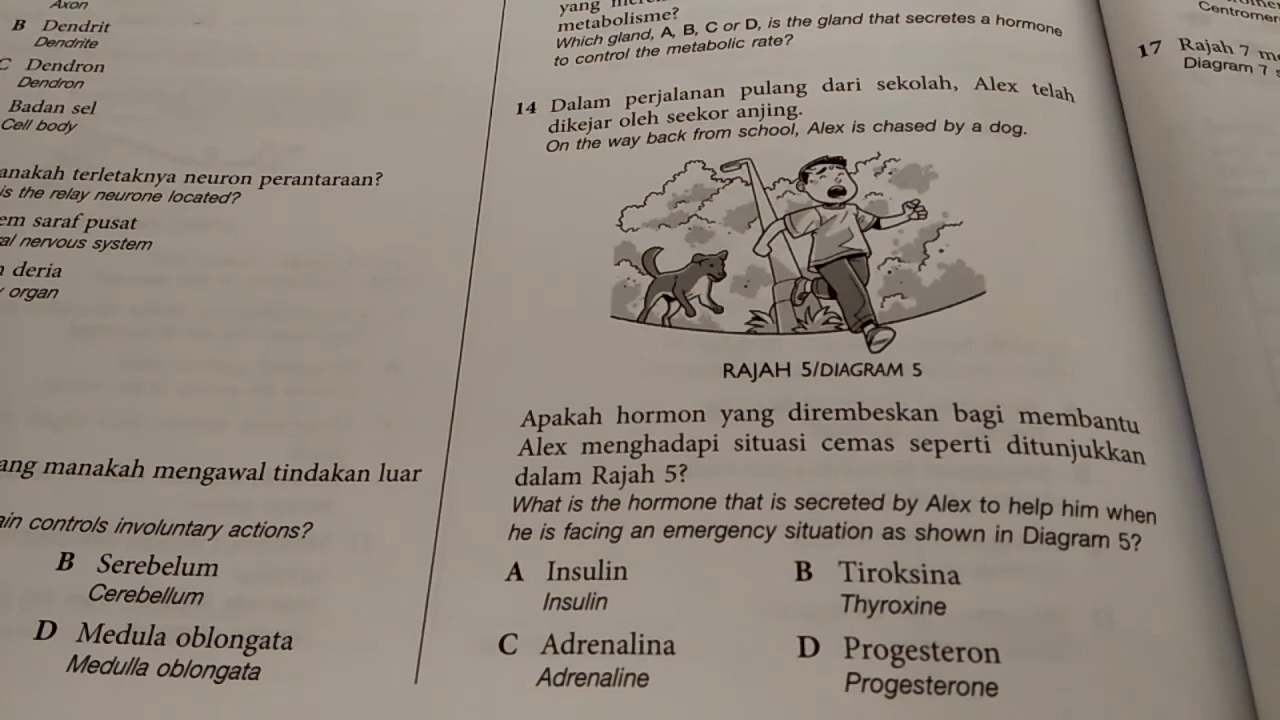 Axon
B Dendrit
Dendrite
C Dendron
Dendron
Badan sel
Cell body
anakah terletaknya neuron perantaraan?
is the relay neurone located?
em saraf pusat
al nervous system
deria
organ
ang manakah mengawal tindakan luar
ain controls involuntary actions?
B Serebelum
Cerebellum
D Medula oblongata
Medulla oblongata
yang
metabolisme?
Which gland, A, B, C or D, is the gland that secretes a hormone
to control the metabolic rate?
14 Dalam perjalanan pulang dari sekolah, Alex telah
dikejar oleh seekor anjing.
On the way back from school, Alex is chased by a dog.
RAJAH 5/DIAGRAM 5
Apakah hormon yang dirembeskan bagi membantu
Alex menghadapi situasi cemas seperti ditunjukkan
dalam Rajah 5?
What is the hormone that is secreted by Alex to help him when
he is facing an emergency situation as shown in Diagram 5?
A Insulin
Insulin
B Tiroksina
Thyroxine
C Adrenalina
Adrenaline
D Progesteron
Progesterone
Centromer
17 Rajah 7 m
Diagram 7 s